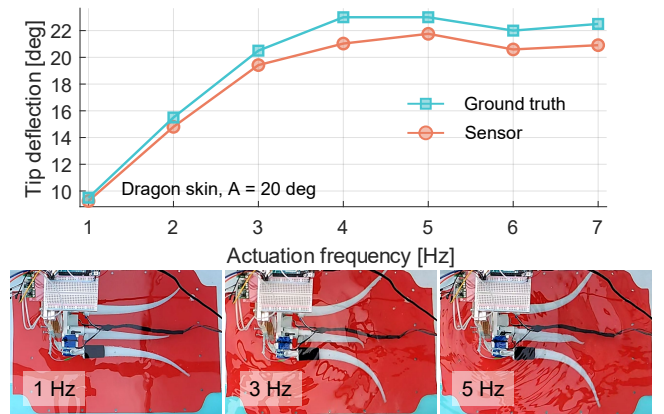 Tip deflection [deg]
22
20
18
16
14
12
10
Ground truth
Sensor
Dragon skin, A = 20 deg
1 2 3 4 5 6 7
Actuation frequency [Hz]
1 Hz 3 Hz 5 Hz